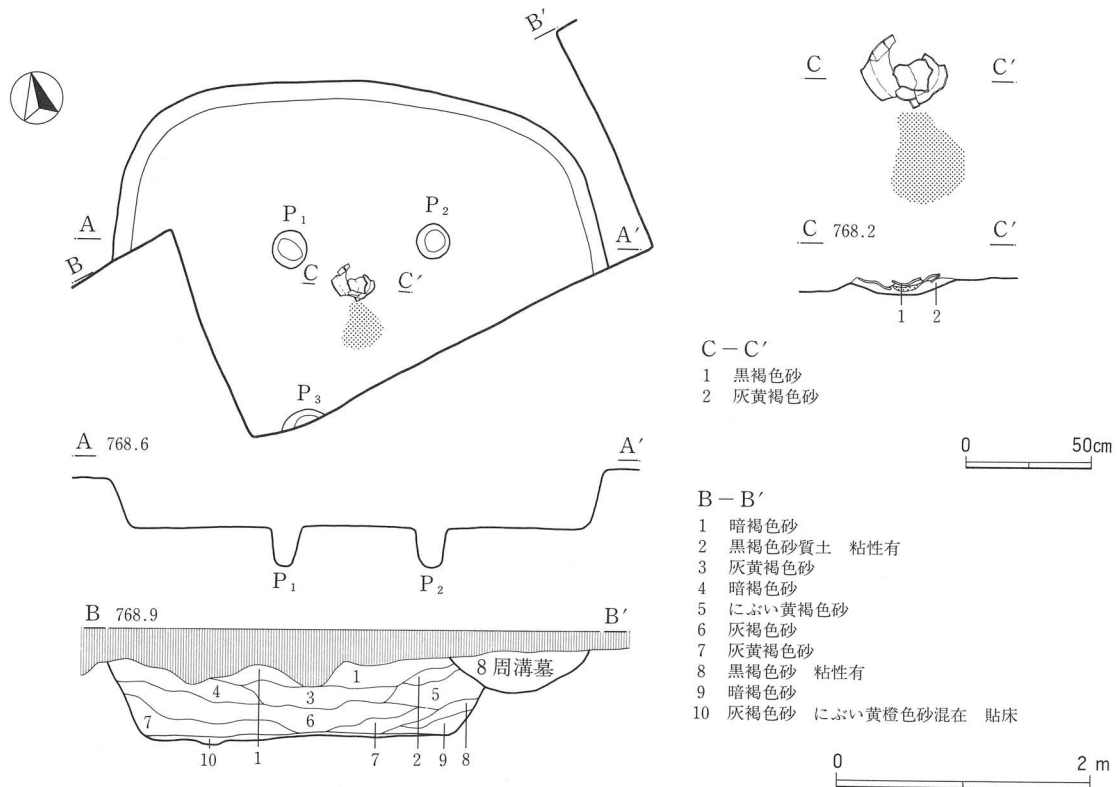 B′
A
B
P1
P2
C
C′
A′
P3
A 768.6
A′
P1
P2
B 768.9
B′
8周溝墓
1
4
3
5
6
7
10
1
7
2
9
8
C
C′
C 768.2
C′
1
2
C－C′
1 黒褐色砂
2 灰黄褐色砂
0
50cm
B－B′
1 暗褐色砂
2 黒褐色砂質土 粘性有
3 灰黄褐色砂
4 暗褐色砂
5 にぶい黄褐色砂
6 灰褐色砂
7 灰黄褐色砂
8 黒褐色砂 粘性有
9 暗褐色砂
10 灰褐色砂 にぶい黄橙色砂混在 貼床
0
2 m